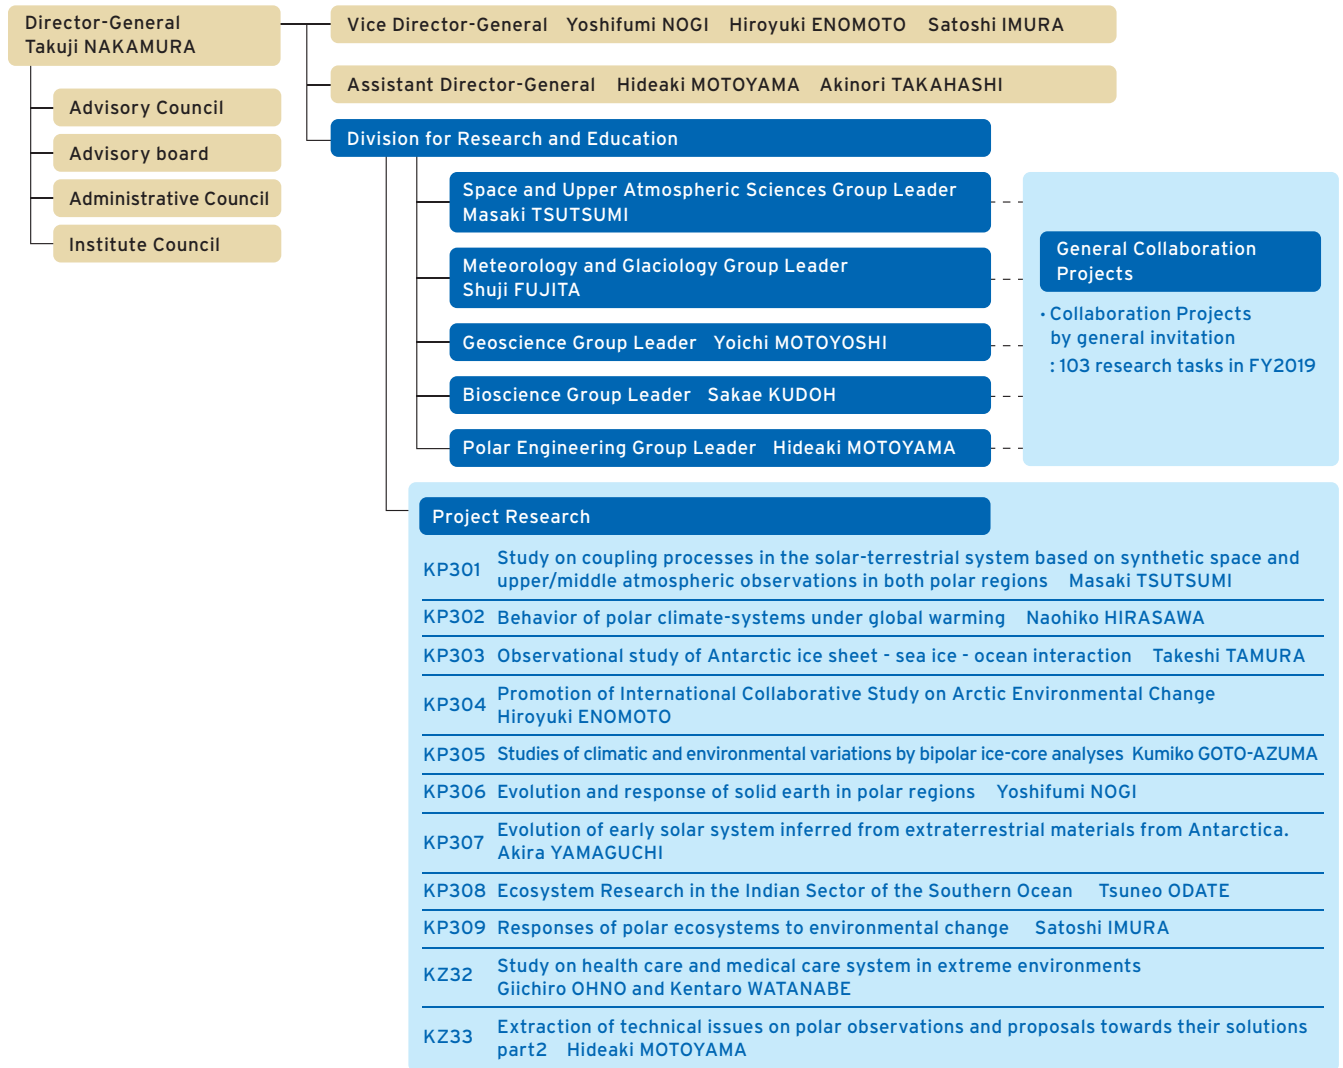 Director-General
Takuji NAKAMURA
Advisory Council
Advisory board
Administrative Council
Institute Council
Vice Director-General Yoshifumi NOGI Hiroyuki ENOMOTO Satoshi IMURA
Assistant Director-General Hideaki MOTOYAMA Akinori TAKAHASHI
Division for Research and Education
Space and Upper Atmospheric Sciences Group Leader
Masaki TSUTSUMI
Meteorology and Glaciology Group Leader
Shuji FUJITA
Geoscience Group Leader Yoichi MOTOYOSHI
Bioscience Group Leader Sakae KUDOH
Polar Engineering Group Leader Hideaki MOTOYAMA
General Collaboration
Projects
・Collaboration Projects
by general invitation
: 103 research tasks in FY2019
Project Research
KP301 Study on coupling processes in the solar-terrestrial system based on synthetic space and
upper/middle atmospheric observations in both polar regions Masaki TSUTSUMI
KP302 Behavior of polar climate-systems under global warming Naohiko HIRASAWA
KP303 Observational study of Antarctic ice sheet - sea ice - ocean interaction Takeshi TAMURA
KP304 Promotion of International Collaborative Study on Arctic Environmental Change
Hiroyuki ENOMOTO
KP305 Studies of climatic and environmental variations by bipolar ice-core analyses Kumiko GOTO-AZUMA
KP306 Evolution and response of solid earth in polar regions Yoshifumi NOGI
KP307 Evolution of early solar system inferred from extraterrestrial materials from Antarctica.
Akira YAMAGUCHI
KP308 Ecosystem Research in the Indian Sector of the Southern Ocean Tsuneo ODATE
KP309 Responses of polar ecosystems to environmental change Satoshi IMURA
KZ32 Study on health care and medical care system in extreme environments
Giichiro OHNO and Kentaro WATANABE
KZ33 Extraction of technical issues on polar observations and proposals towards their solutions
part2 Hideaki MOTOYAMA